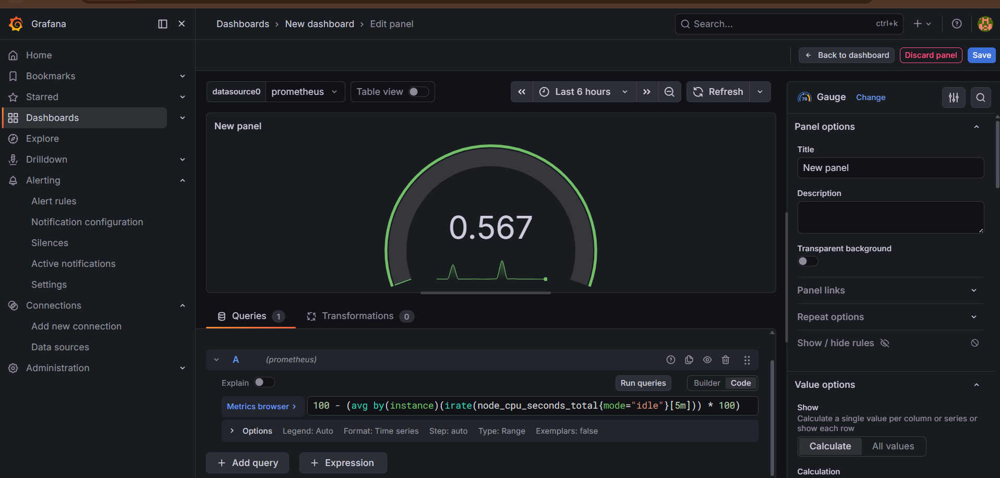 Grafana
Dashboards › New dashboard › Edit panel
Search...
ctrl+k
Home
Bookmarks
Starred
Dashboards
Explore
Drilldown
Alerting
Alert rules
Notification configuration
Silences
Active notifications
Settings
Connections
Add new connection
Data sources
Administration
Back to dashboard
Discard panel
Save
datasource0
prometheus
Table view
Last 6 hours
Refresh
New panel
0.567
Queries 1
Transformations 0
A (prometheus)
Explain
Run queries
Builder
Code
Metrics browser >
100 - (avg by(instance)(irate(node_cpu_seconds_total{mode="idle"}[5m])) * 100)
Options Legend: Auto Format: Time series Step: auto Type: Range Exemplars: false
+ Add query
+ Expression
79
Gauge
Change
Panel options
Title
New panel
Description
Transparent background
Panel links
Repeat options
Show / hide rules
Value options
Show
Calculate a single value per column or series or
show each row
Calculate
All values
Calculation